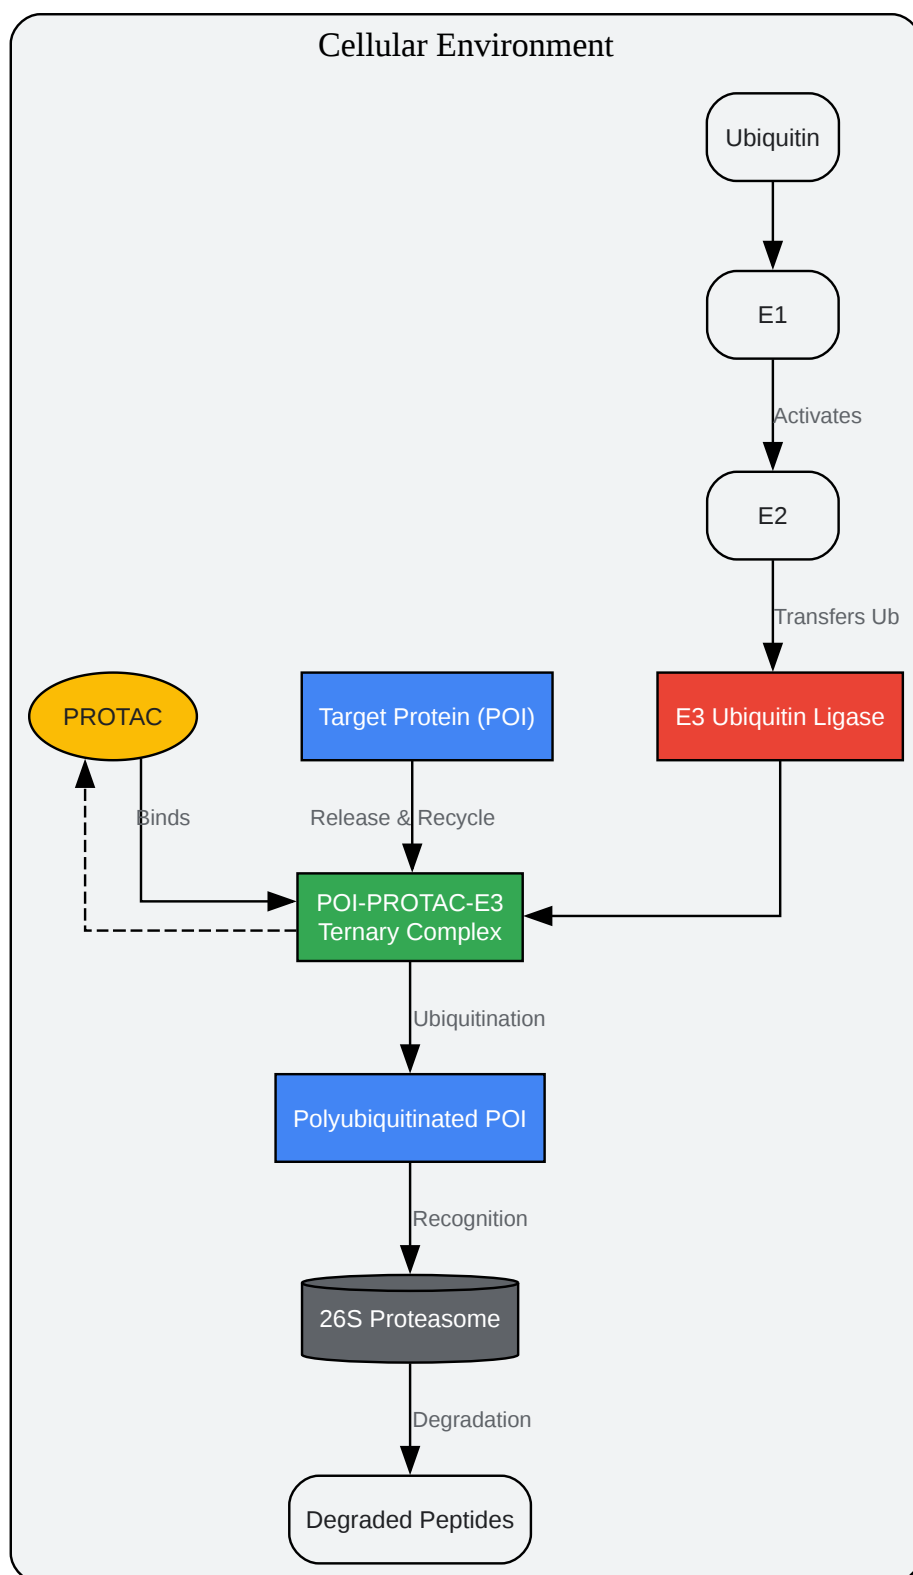 Cellular Environment
Ubiquitin
E1
Activates
E2
Transfers Ub
PROTAC
Target Protein (POI)
E3 Ubiquitin Ligase
Binds
Release & Recycle
POI-PROTAC-E3
Ternary Complex
Ubiquitination
Polyubiquitinated POI
Recognition
26S Proteasome
Degradation
Degraded Peptides